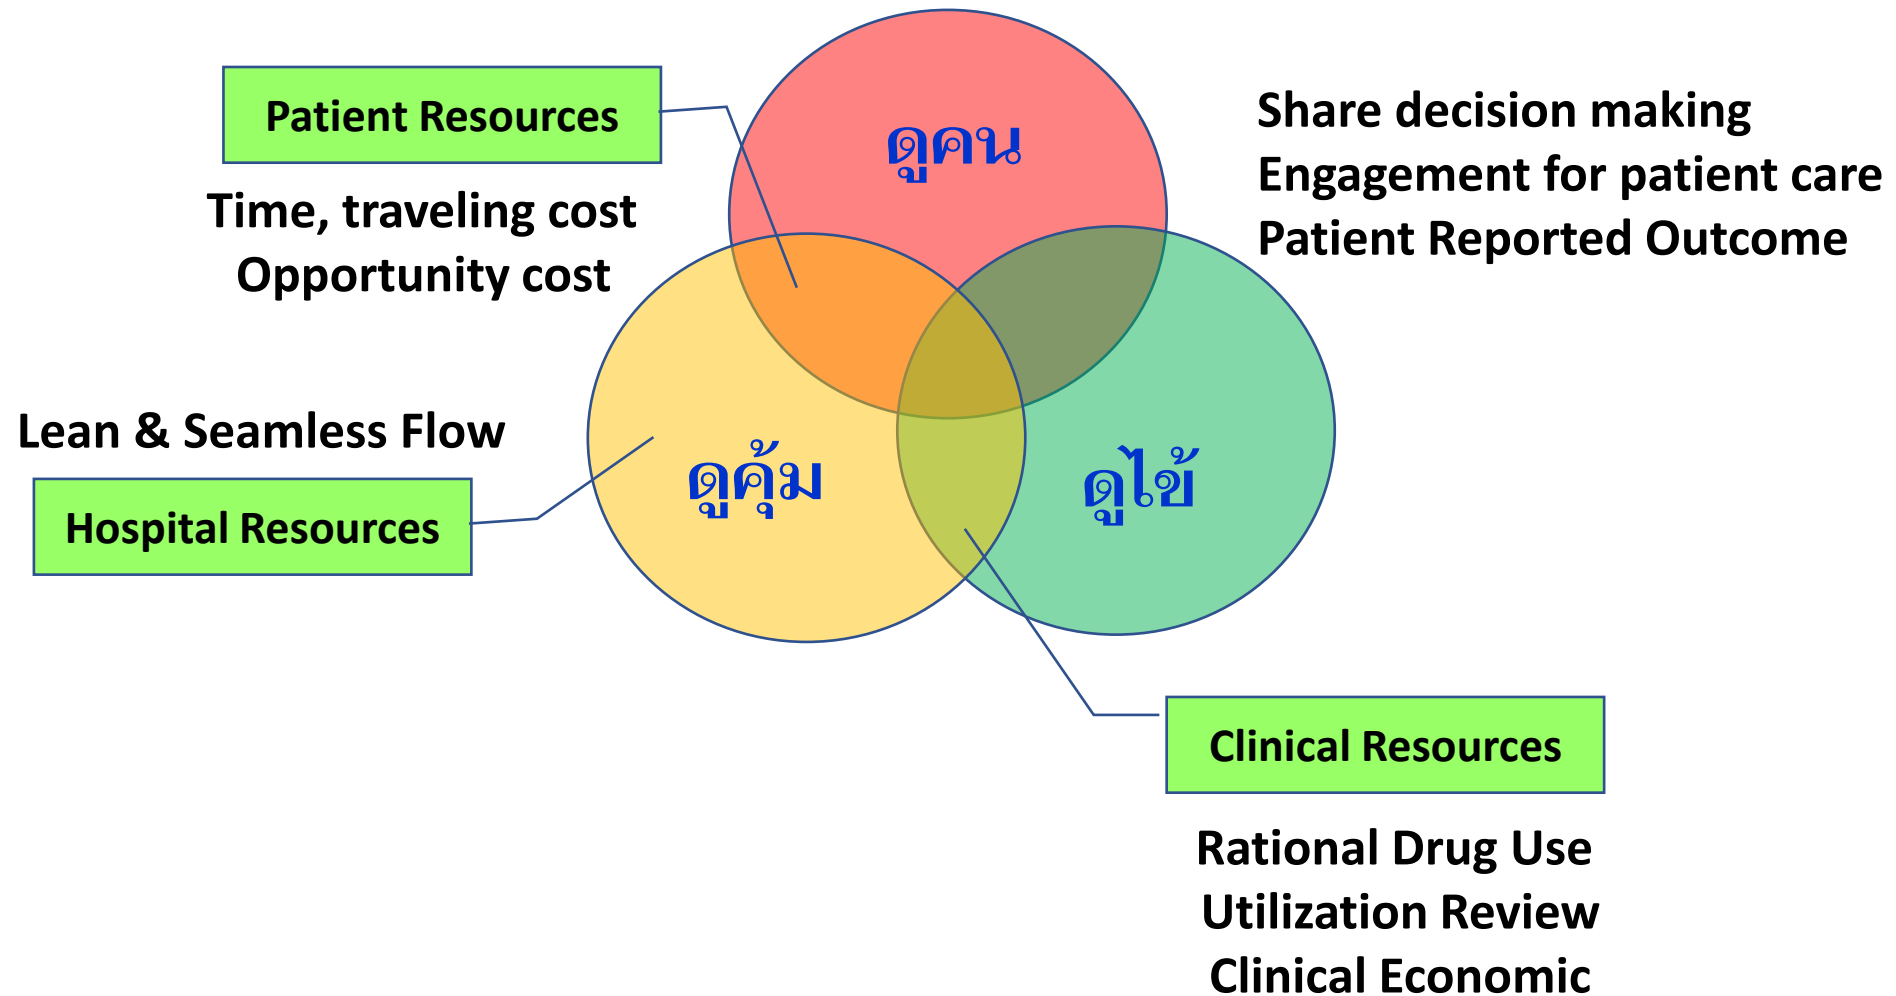 Patient Resources
Time, traveling cost
Opportunity cost
ดูคน
Share decision making
Engagement for patient care
Patient Reported Outcome
Lean & Seamless Flow
Hospital Resources
ดูคุ้ม
ดูไข้
Clinical Resources
Rational Drug Use
Utilization Review
Clinical Economic